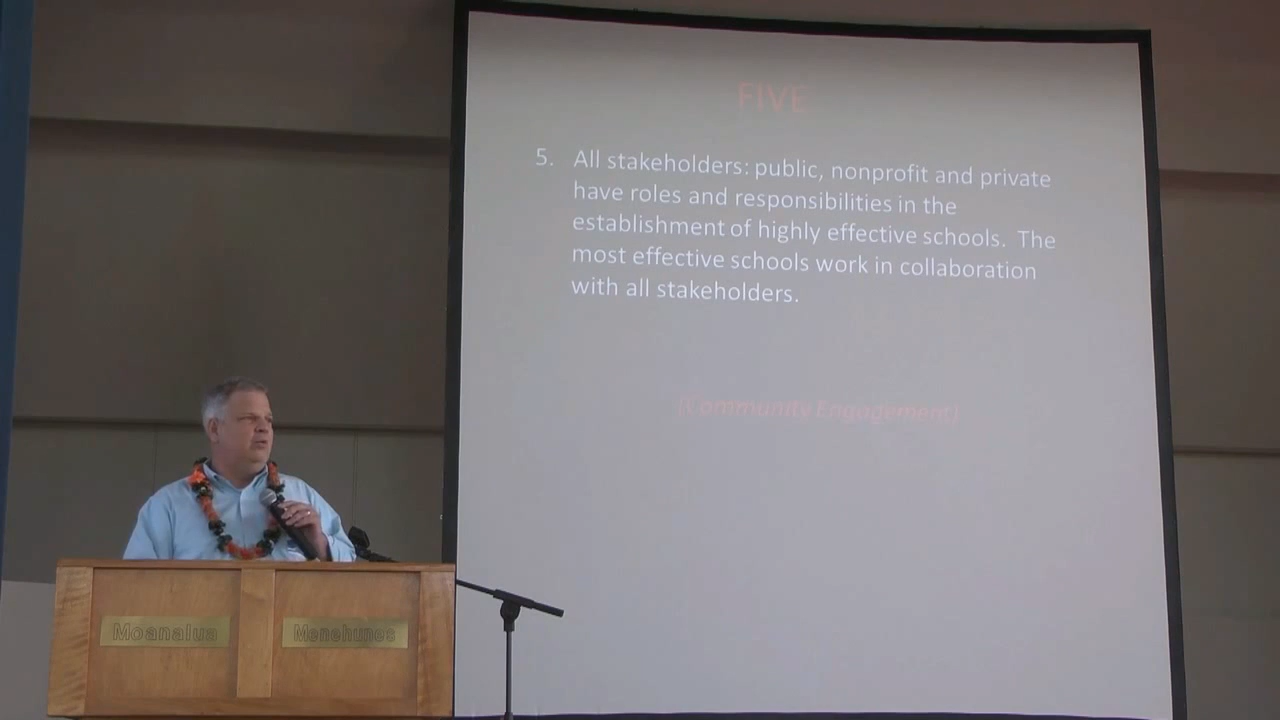 FIVE
5. All stakeholders: public, nonprofit and private
have roles and responsibilities in the
establishment of highly effective schools. The
most effective schools work in collaboration
with all stakeholders.
(Community Engagement)
Moanalua
Menehunes